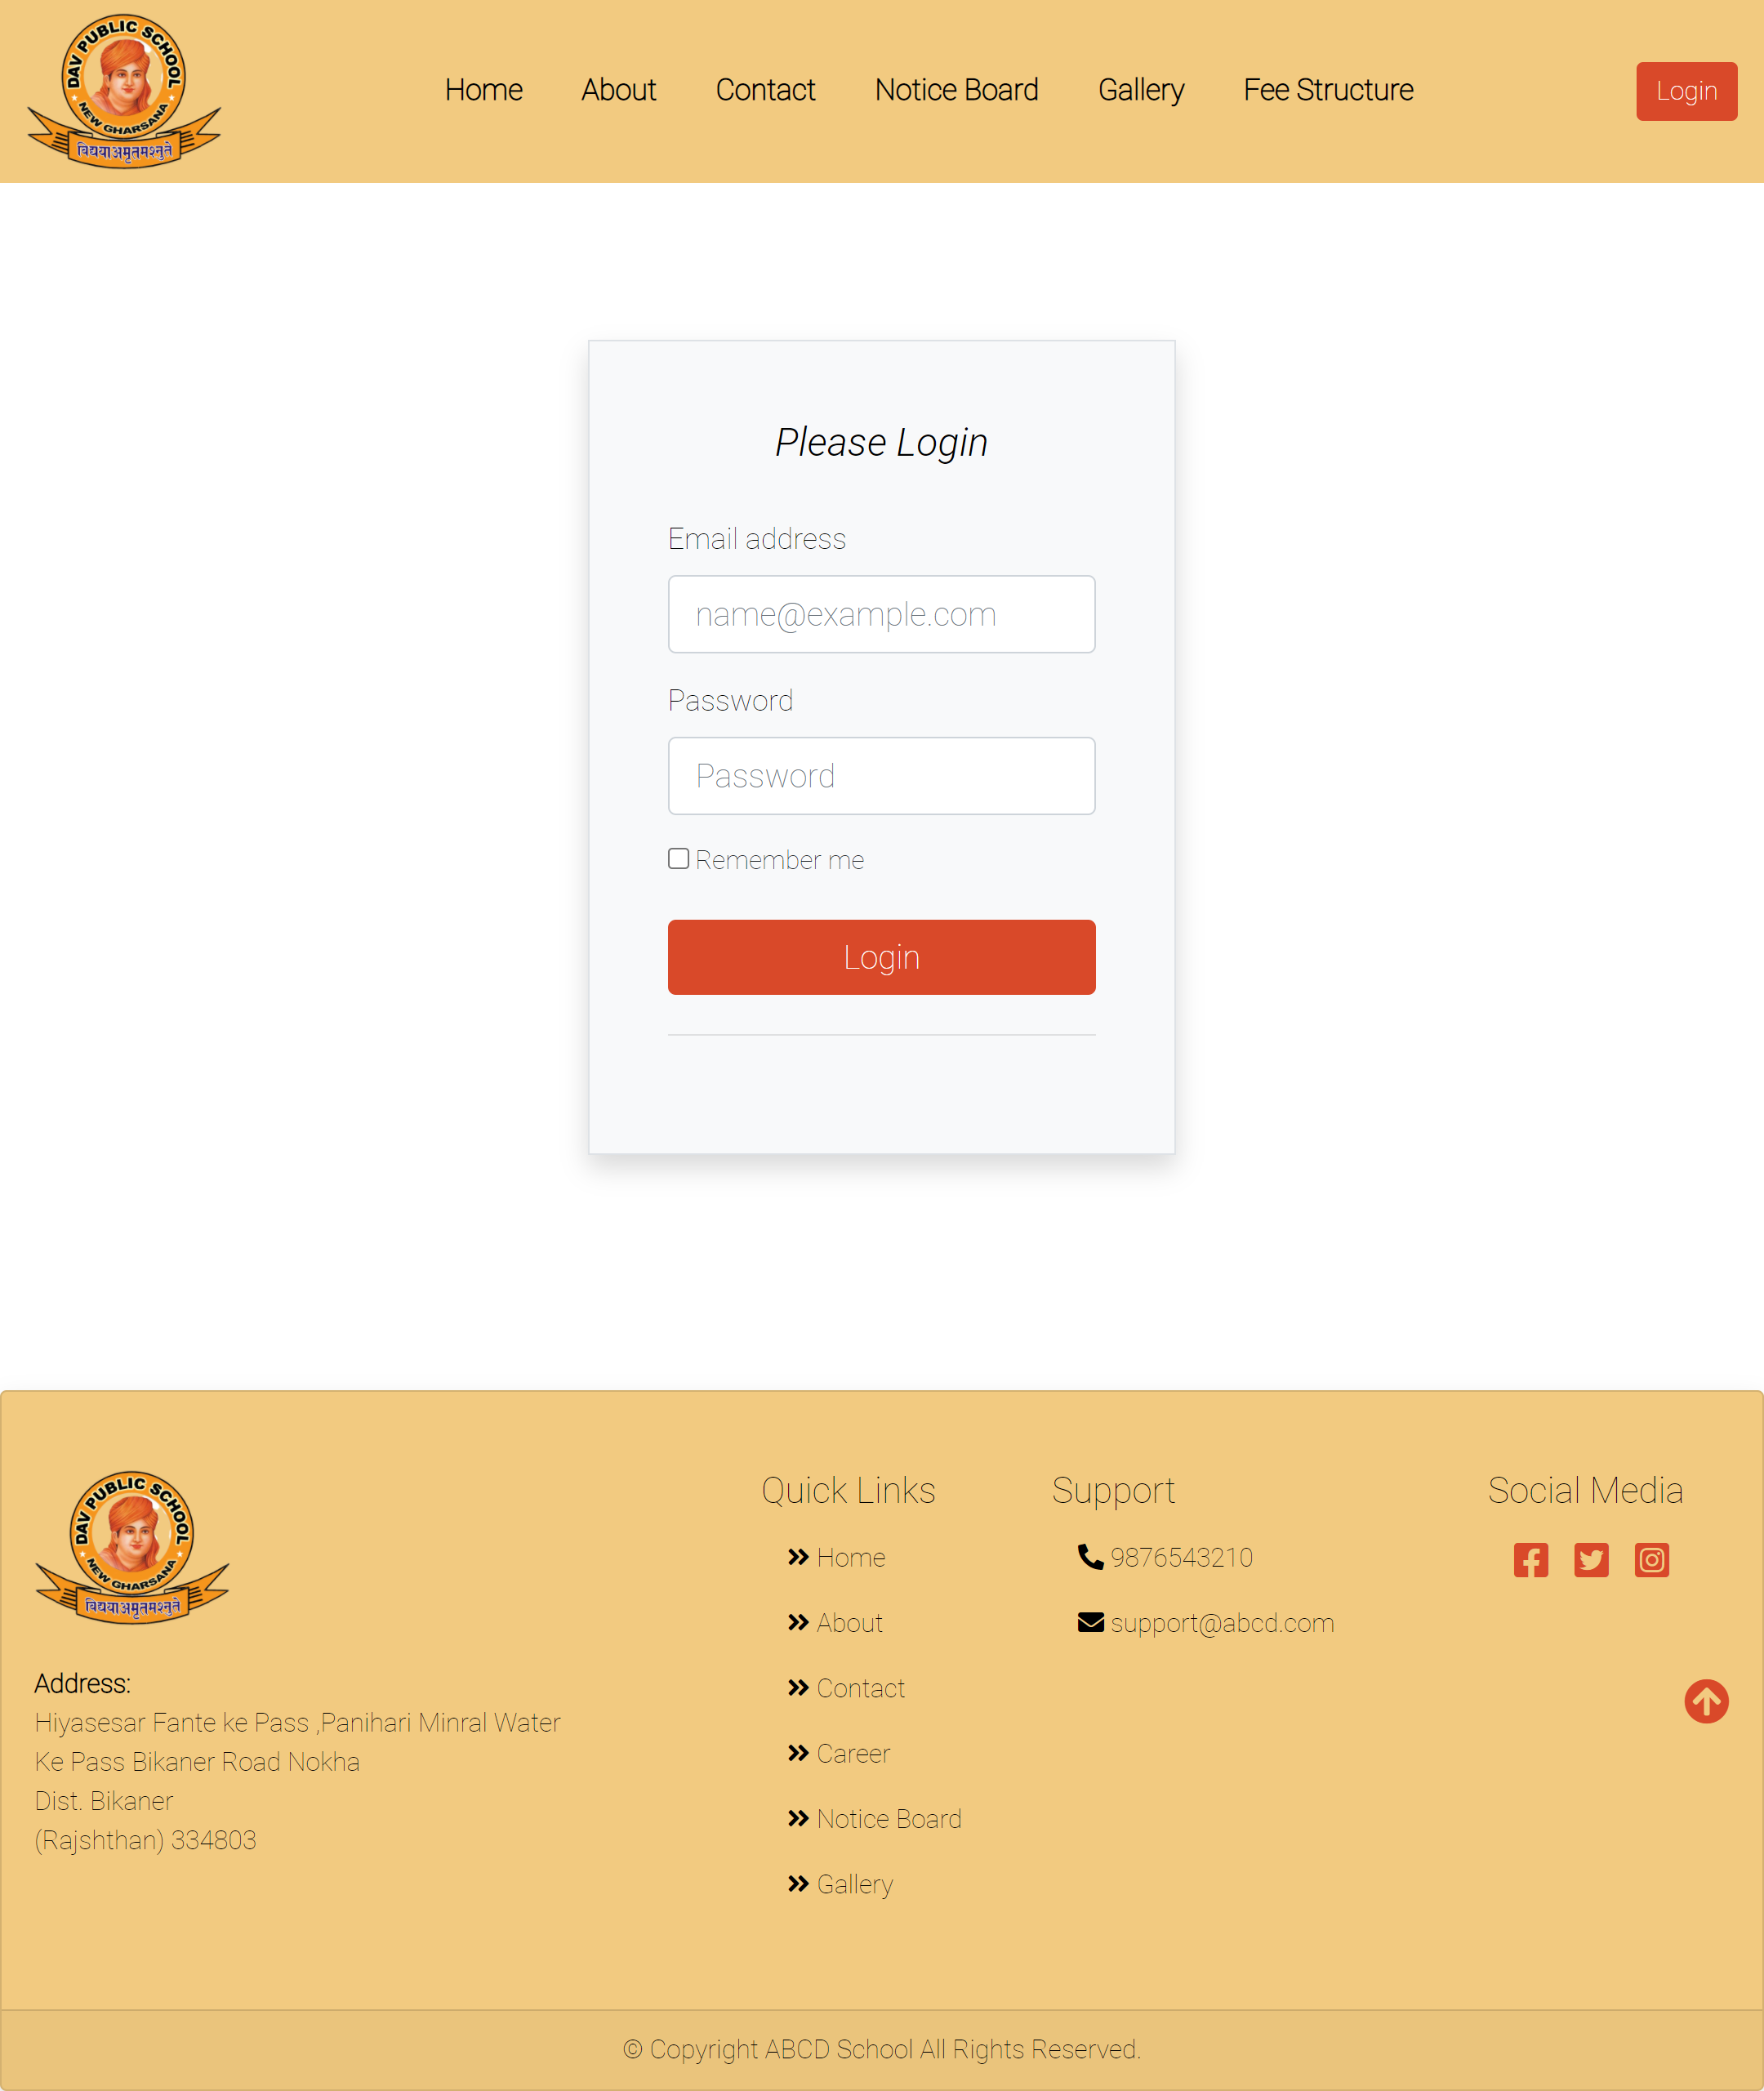 DAV PUBLIC SCHOOL
NEW GHARSANA
विद्यया अमृतमश्नुते
Home About Contact Notice Board Gallery Fee Structure Login
Please Login
Email address
name@example.com
Password
Password
Remember me
Login
DAV PUBLIC SCHOOL
NEW GHARSANA
विद्यया अमृतमश्नुते
Address:
Hiyasesar Fante ke Pass ,Panihari Minral Water
Ke Pass Bikaner Road Nokha
Dist. Bikaner
(Rajshthan) 334803
Quick Links
Home
About
Contact
Career
Notice Board
Gallery
Support
9876543210
support@abcd.com
Social Media
© Copyright ABCD School All Rights Reserved.